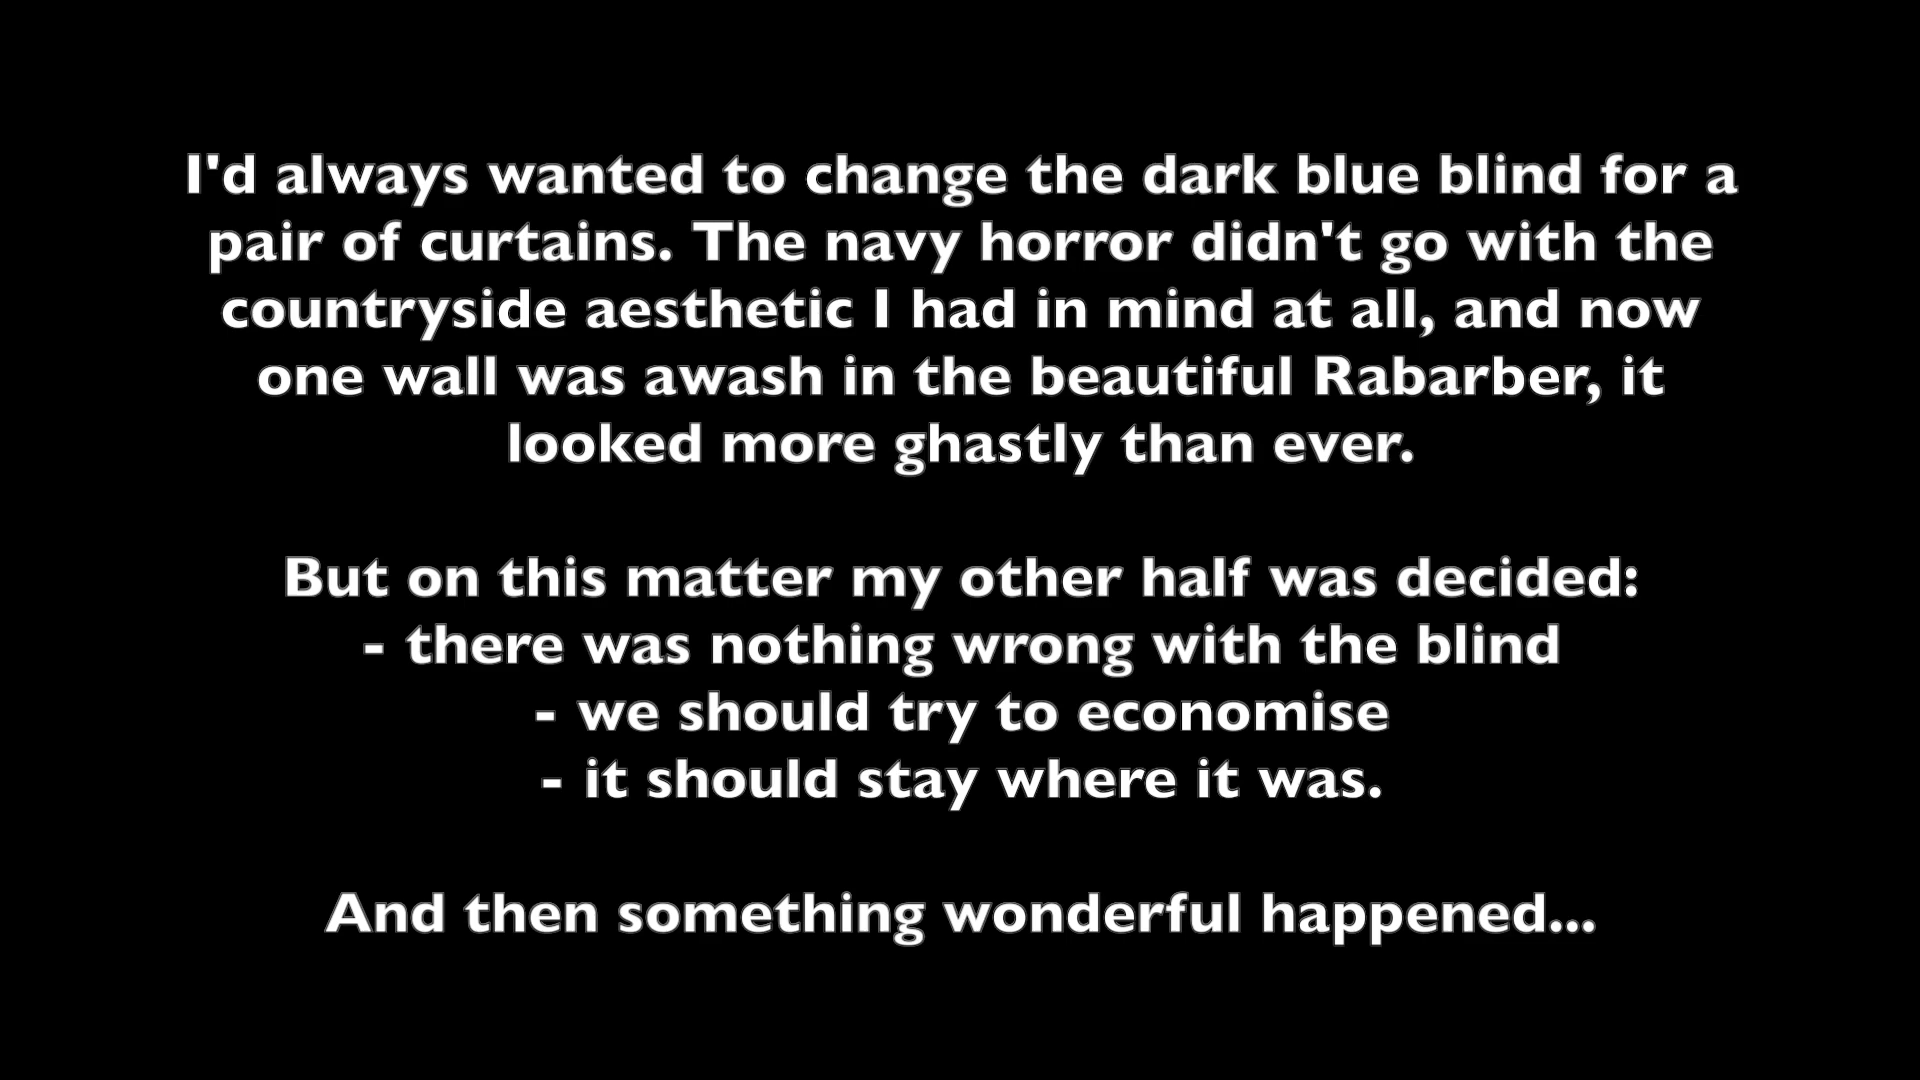 I'd always wanted to change the dark blue blind for a
pair of curtains. The navy horror didn't go with the
countryside aesthetic I had in mind at all, and now
one wall was awash in the beautiful Rabarber, it
looked more ghastly than ever.
But on this matter my other half was decided:
- there was nothing wrong with the blind
- we should try to economise
- it should stay where it was.
And then something wonderful happened...